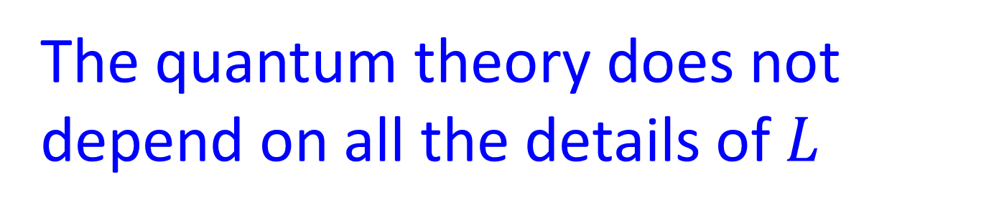 The quantum theory does not
depend on all the details of 𝐿